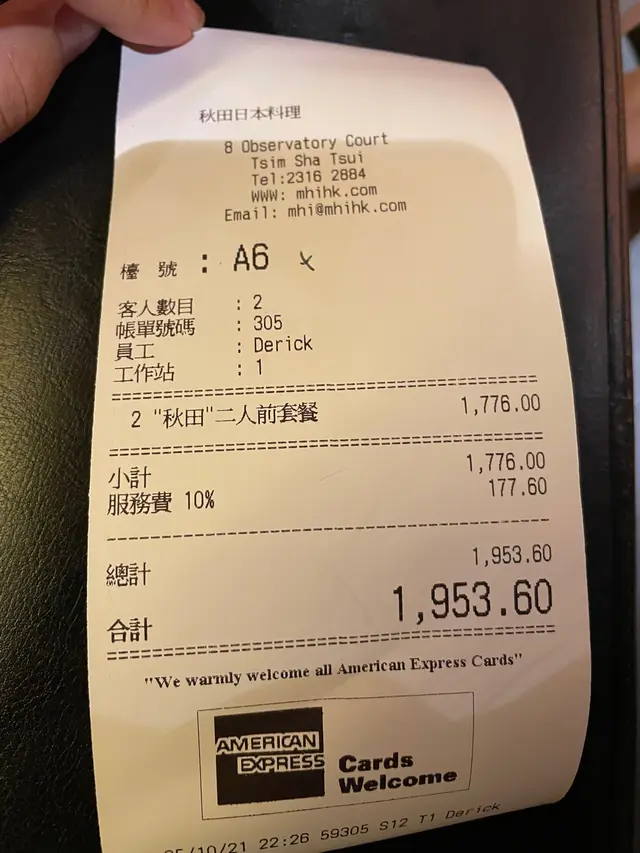 秋田日本料理
8 Observatory Court
Tsim Sha Tsui
Tel:2316 2884
WWW: mhihk.com
Email: mhi@mhihk.com
檯 號 : A6
客人數目 : 2
帳單號碼 : 305
員工 : Derick
工作站 : 1
2 "秋田"二人前套餐 1,776.00
小計 1,776.00
服務費 10% 177.60
總計 1,953.60
合計 1,953.60
"We warmly welcome all American Express Cards"
AMERICAN
EXPRESS
Cards
Welcome
/10/21 22:26 59305 S12 T1 Derick